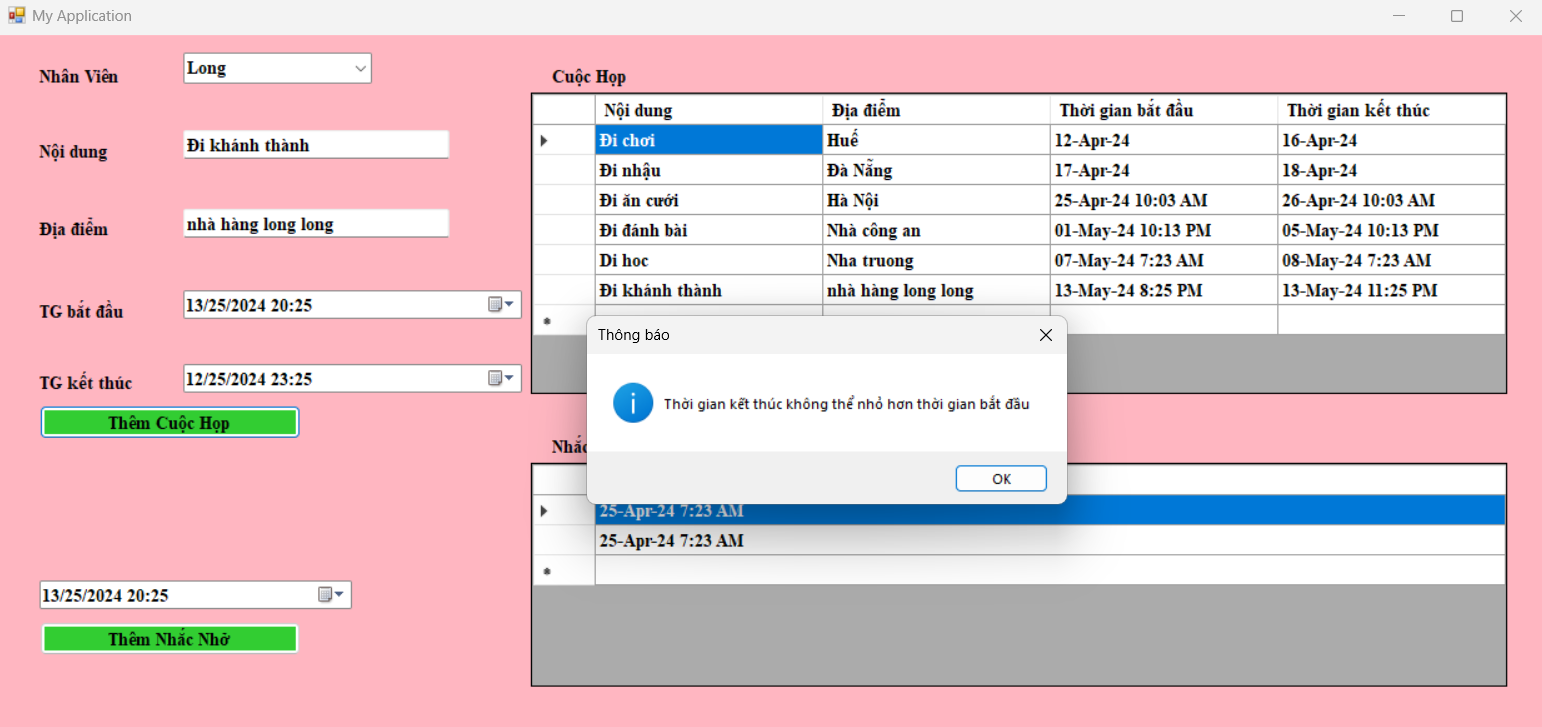 My Application
Nhân Viên
Long
Nội dung
Đi khánh thành
Địa điểm
nhà hàng long long
TG bắt đầu
13/25/2024 20:25
TG kết thúc
12/25/2024 23:25
Thêm Cuộc Họp
13/25/2024 20:25
Thêm Nhắc Nhở
Cuộc Họp
Nội dung Địa điểm Thời gian bắt đầu Thời gian kết thúc
Đi chơi Huế 12-Apr-24 16-Apr-24
Đi nhậu Đà Nẵng 17-Apr-24 18-Apr-24
Đi ăn cưới Hà Nội 25-Apr-24 10:03 AM 26-Apr-24 10:03 AM
Đi đánh bài Nhà công an 01-May-24 10:13 PM 05-May-24 10:13 PM
Di hoc Nha truong 07-May-24 7:23 AM 08-May-24 7:23 AM
Đi khánh thành nhà hàng long long 13-May-24 8:25 PM 13-May-24 11:25 PM
Thông báo
Thời gian kết thúc không thể nhỏ hơn thời gian bắt đầu
OK
Nhắc
25-Apr-24 7:23 AM
25-Apr-24 7:23 AM